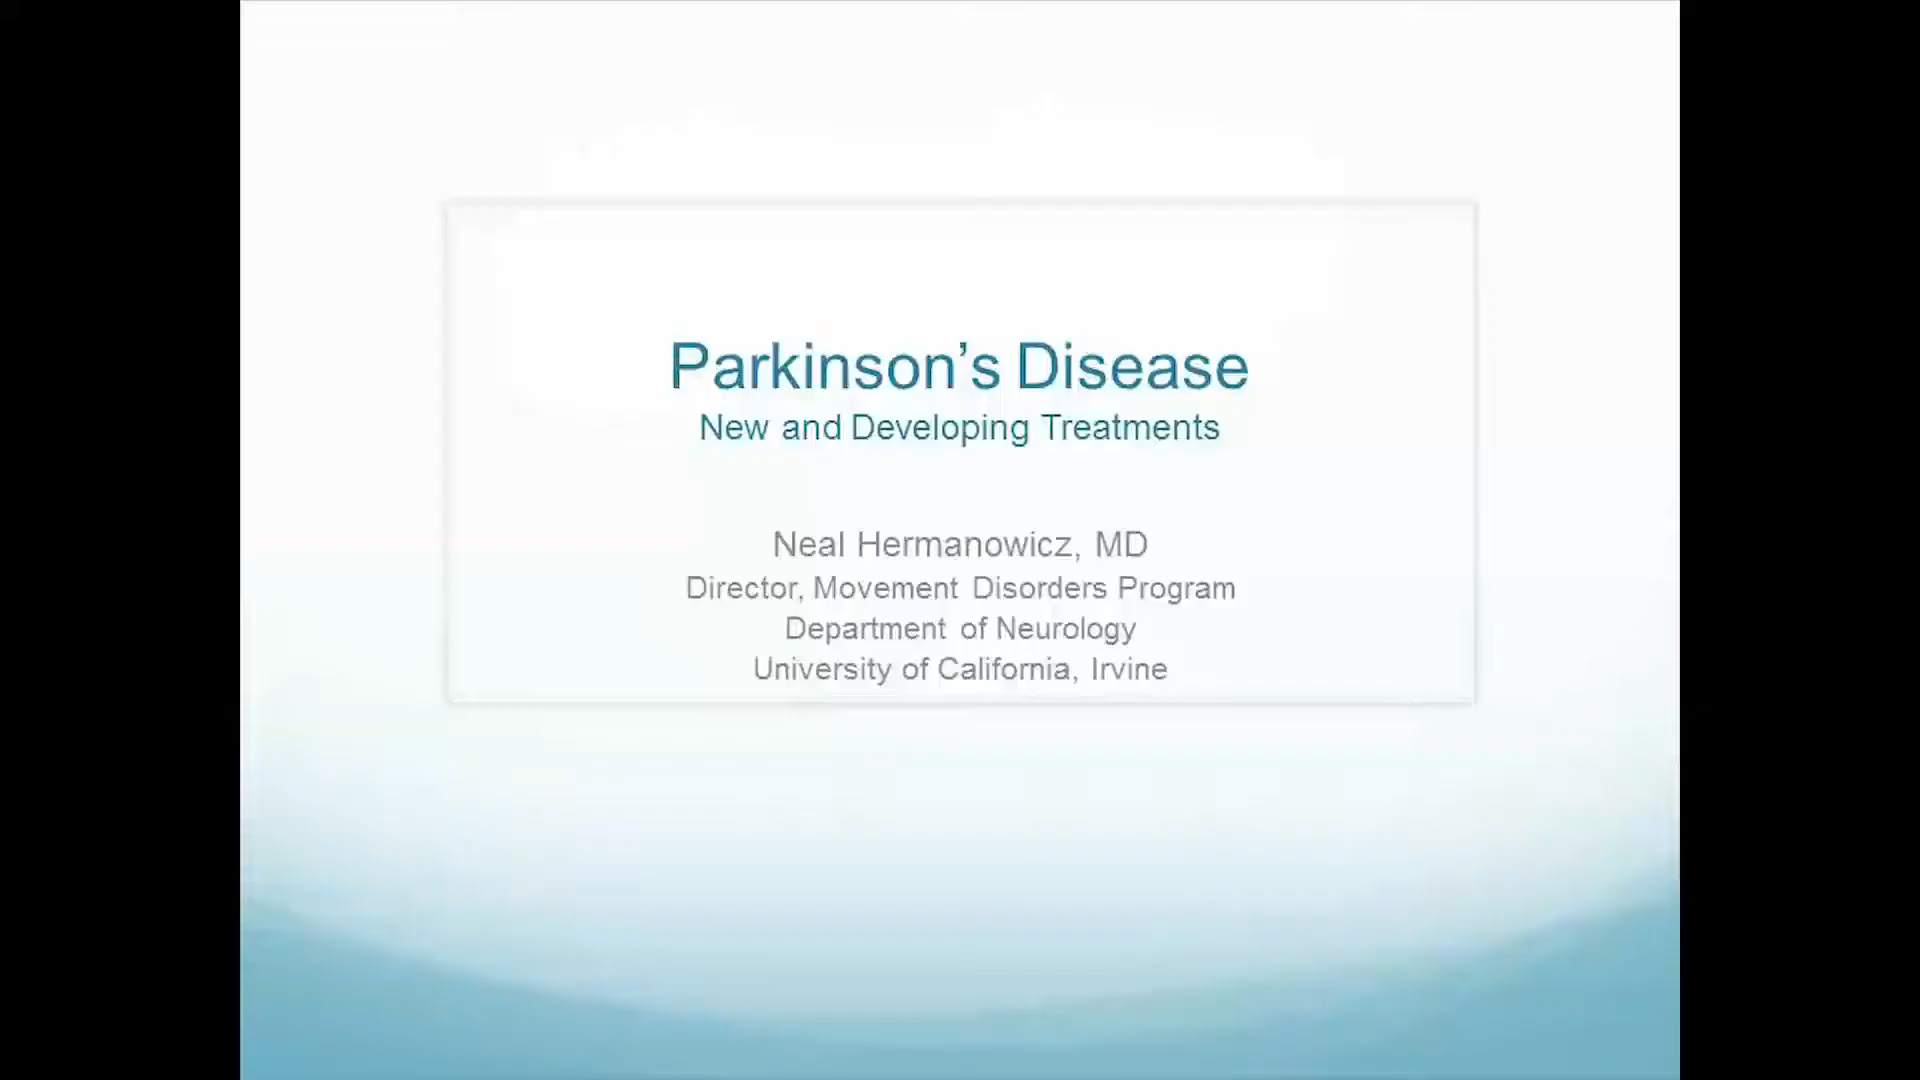 Parkinson’s Disease
New and Developing Treatments
Neal Hermanowicz, MD
Director, Movement Disorders Program
Department of Neurology
University of California, Irvine